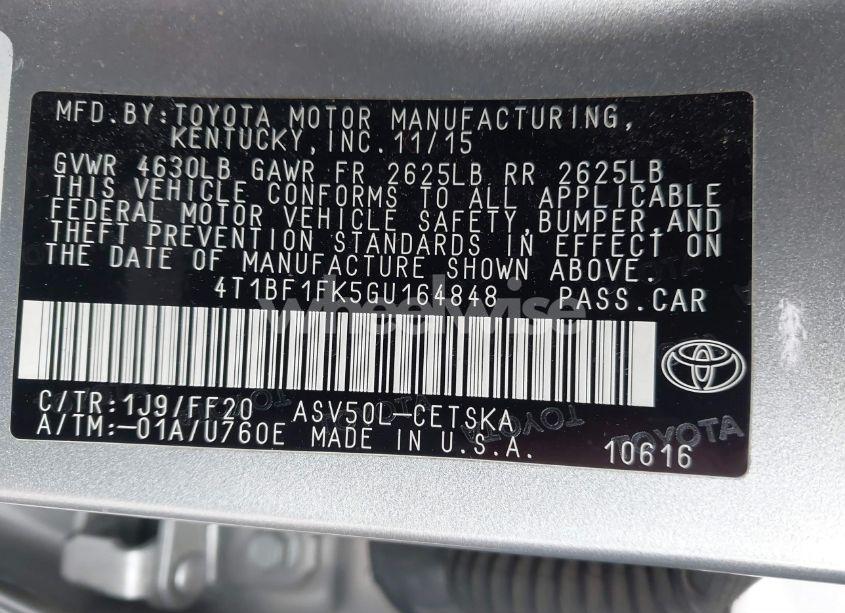 MFD.BY:TOYOTA MOTOR MANUFACTURING,
KENTUCKY,INC.11/15
GVWR 4630LB GAWR FR 2625LB RR 2625LB
THIS VEHICLE CONFORMS TO ALL APPLICABLE
FEDERAL MOTOR VEHICLE SAFETY,BUMPER,AND
THEFT PREVENTION STANDARDS IN EFFECT ON
THE DATE OF MANUFACTURE SHOWN ABOVE.
4T1BF1FK5GU164848 PASS.CAR
wheelwise
C/TR:1J9/FF20 ASV50L-CETSKA
A/TM:-01A/U760E MADE IN U.S.A.
TOYOTA
10616